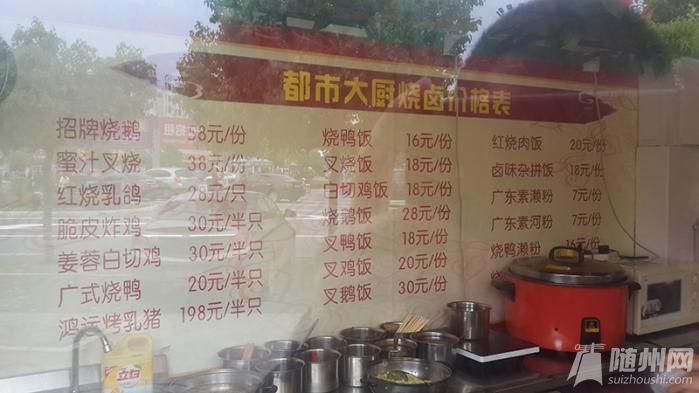 都市大厨烧卤价格表
招牌烧鹅 58元/份
蜜汁叉烧 38元/份
红烧乳鸽 28元/只
脆皮炸鸡 30元/半只
姜蓉白切鸡 30元/半只
广式烧鸭 20元/半只
鸿运烤乳猪 198元/半只
烧鸭饭 16元/份
叉烧饭 18元/份
白切鸡饭 18元/份
烧鹅饭 28元/份
叉鸭饭 18元/份
叉鸡饭 20元/份
叉鹅饭 30元/份
红烧肉饭 20元/份
卤味杂拼饭 18元/份
广东素濑粉 7元/份
广东素河粉 7元/份
烧鸭濑粉 16元/份
立白
随州网
suizhoushi.com